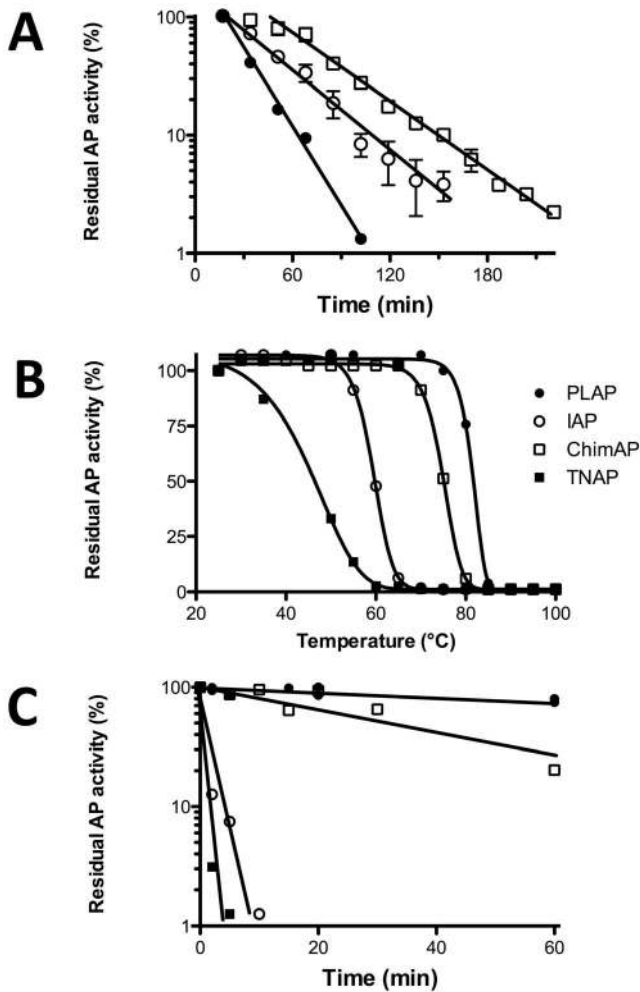 A
Residual AP activity (%)
100
10
1
0
60
120
180
Time (min)
B
Residual AP activity (%)
100
75
50
25
0
20
40
60
80
100
Temperature (°C)
PLAP
IAP
ChimAP
TNAP
C
Residual AP activity (%)
100
10
1
0
20
40
60
Time (min)